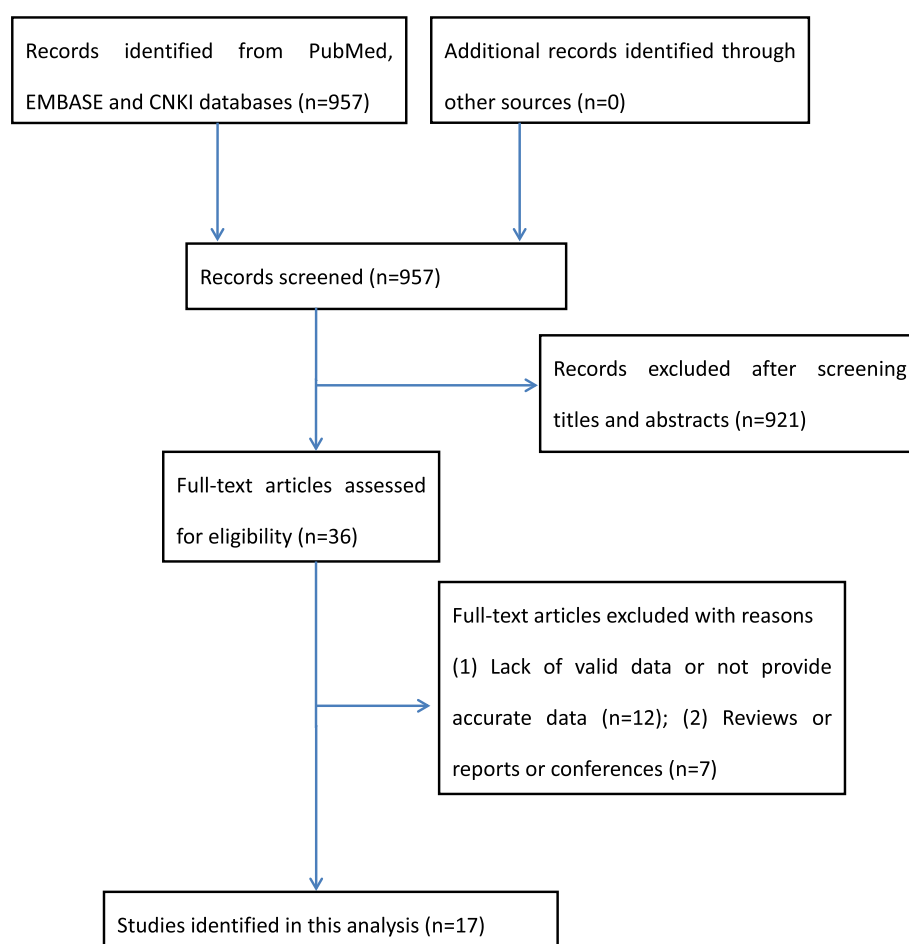 Records identified from PubMed,
EMBASE and CNKI databases (n=957)
Additional records identified through
other sources (n=0)
Records screened (n=957)
Records excluded after screening
titles and abstracts (n=921)
Full-text articles assessed
for eligibility (n=36)
Full-text articles excluded with reasons
(1) Lack of valid data or not provide
accurate data (n=12); (2) Reviews or
reports or conferences (n=7)
Studies identified in this analysis (n=17)